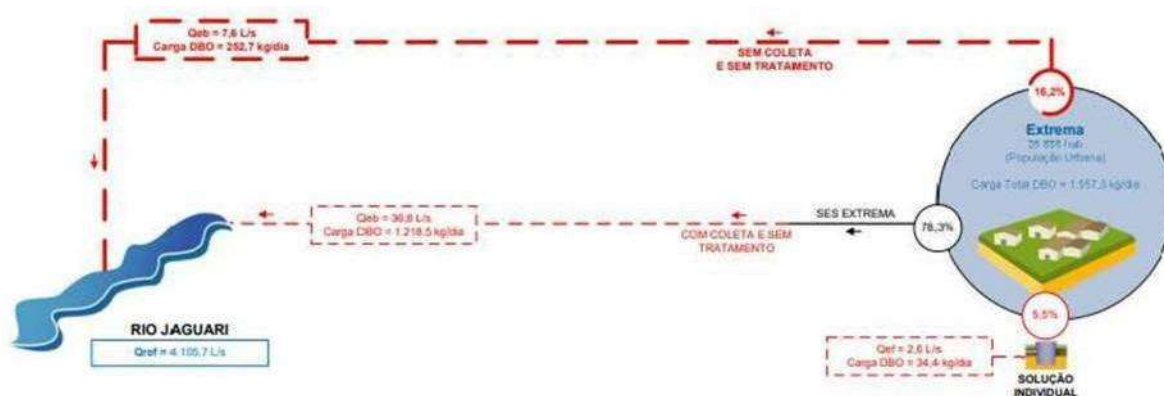 Qeb = 7,6 L/s
Carga DBO = 252,7 kg/dia
SEM COLETA
E SEM TRATAMENTO
16,2%
Extrema
(População Urbana)
Carga Total DBO = 1.557,3 kg/dia
Qeb = 36,8 L/s
Carga DBO = 1.218,5 kg/dia
COM COLETA E SEM
TRATAMENTO
SES EXTREMA
78,3%
RIO JAGUARI
Qref = 4.105,7 L/s
5,5%
Qef = 2,6 L/s
Carga DBO = 34,4 kg/dia
SOLUÇÃO
INDIVIDUAL